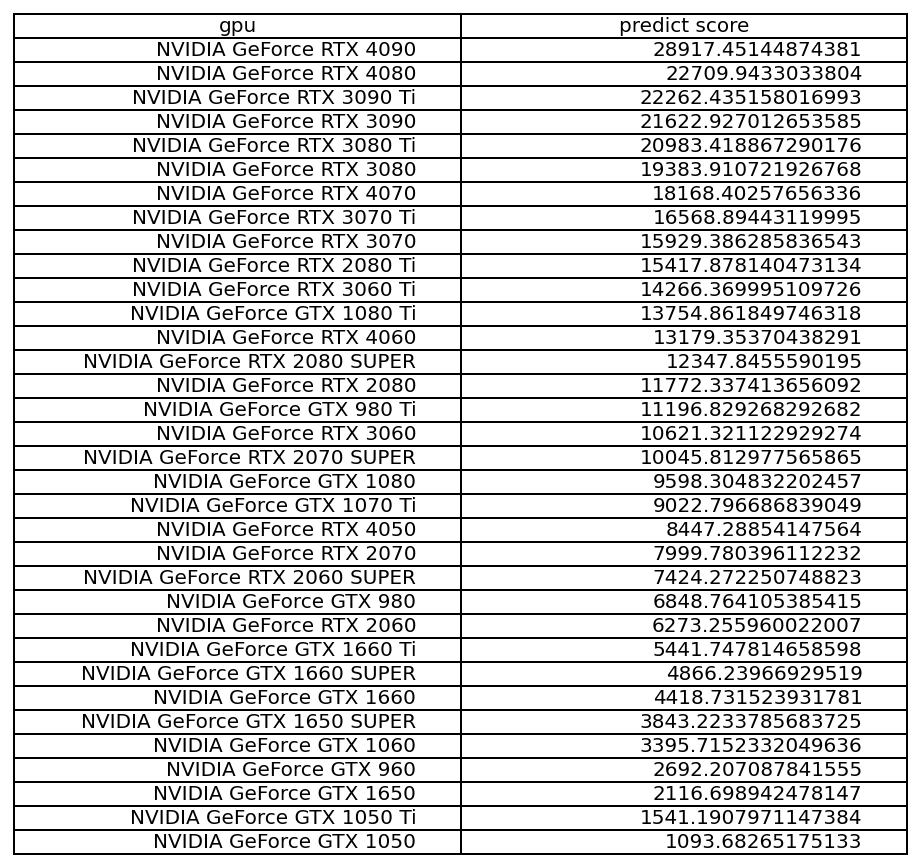 gpu predict score
NVIDIA GeForce RTX 4090 28917.45144874381
NVIDIA GeForce RTX 4080 22709.9433033804
NVIDIA GeForce RTX 3090 Ti 22262.435158016993
NVIDIA GeForce RTX 3090 21622.927012653585
NVIDIA GeForce RTX 3080 Ti 20983.418867290176
NVIDIA GeForce RTX 3080 19383.910721926768
NVIDIA GeForce RTX 4070 18168.40257656336
NVIDIA GeForce RTX 3070 Ti 16568.89443119995
NVIDIA GeForce RTX 3070 15929.386285836543
NVIDIA GeForce RTX 2080 Ti 15417.878140473134
NVIDIA GeForce RTX 3060 Ti 14266.369995109726
NVIDIA GeForce GTX 1080 Ti 13754.861849746318
NVIDIA GeForce RTX 4060 13179.35370438291
NVIDIA GeForce RTX 2080 SUPER 12347.8455590195
NVIDIA GeForce RTX 2080 11772.337413656092
NVIDIA GeForce GTX 980 Ti 11196.829268292682
NVIDIA GeForce RTX 3060 10621.321122929274
NVIDIA GeForce RTX 2070 SUPER 10045.812977565865
NVIDIA GeForce GTX 1080 9598.304832202457
NVIDIA GeForce GTX 1070 Ti 9022.796686839049
NVIDIA GeForce RTX 4050 8447.28854147564
NVIDIA GeForce RTX 2070 7999.780396112232
NVIDIA GeForce RTX 2060 SUPER 7424.272250748823
NVIDIA GeForce GTX 980 6848.764105385415
NVIDIA GeForce RTX 2060 6273.255960022007
NVIDIA GeForce GTX 1660 Ti 5441.747814658598
NVIDIA GeForce GTX 1660 SUPER 4866.23966929519
NVIDIA GeForce GTX 1660 4418.731523931781
NVIDIA GeForce GTX 1650 SUPER 3843.2233785683725
NVIDIA GeForce GTX 1060 3395.7152332049636
NVIDIA GeForce GTX 960 2692.207087841555
NVIDIA GeForce GTX 1650 2116.698942478147
NVIDIA GeForce GTX 1050 Ti 1541.1907971147384
NVIDIA GeForce GTX 1050 1093.68265175133